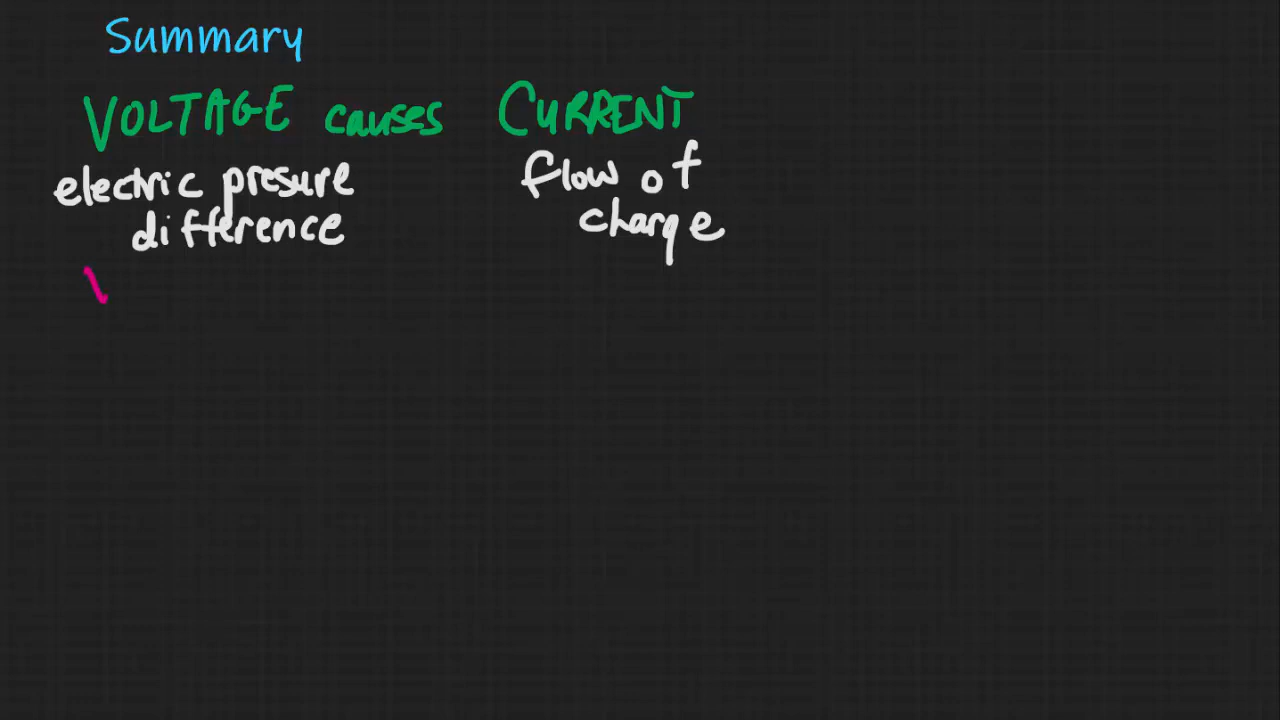 Summary
VOLTAGE causes CURRENT
electric presure flow of
difference charge